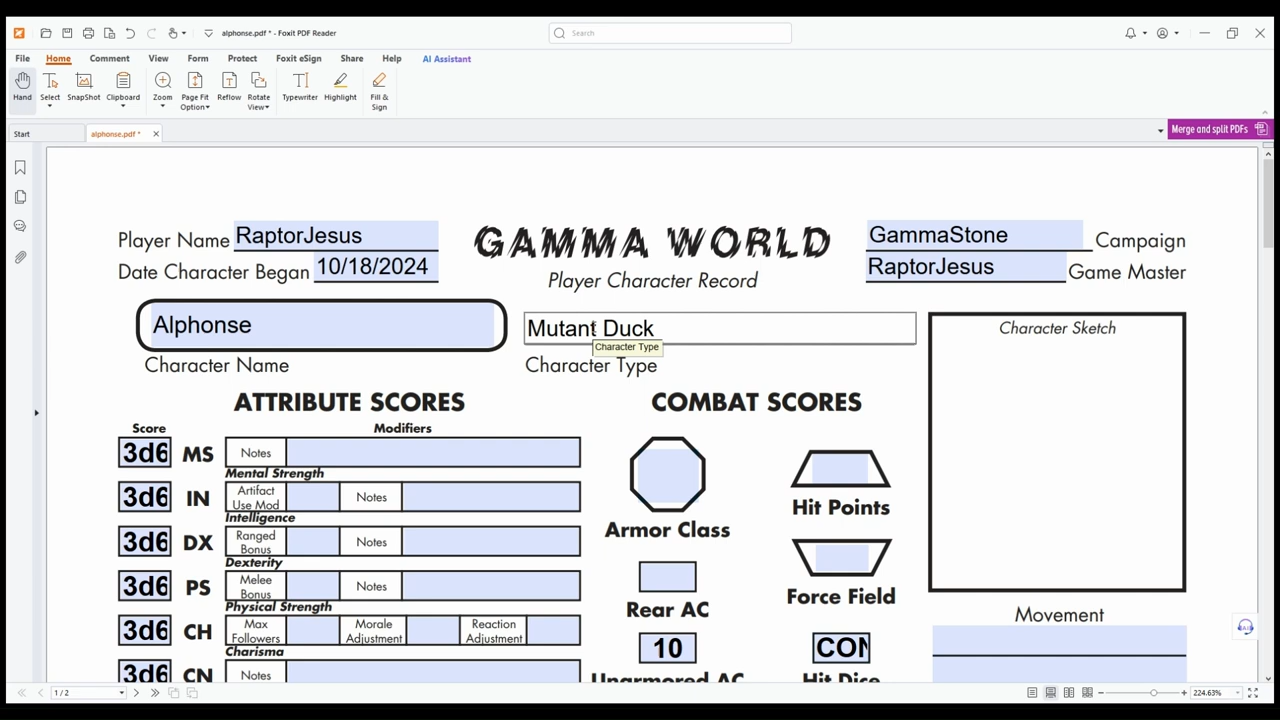 alphonse.pdf * - Foxit PDF Reader
Search
File Home Comment View Form Protect Foxit eSign Share Help AI Assistant
Hand Select SnapShot Clipboard Zoom Page Fit Option Reflow Rotate View Typewriter Highlight Fill & Sign
Start alphonse.pdf *
Merge and split PDFs
Player Name RaptorJesus
Date Character Began 10/18/2024
GAMMA WORLD
Player Character Record
GammaStone Campaign
RaptorJesus Game Master
Alphonse
Character Name
Mutant Duck
Character Type
Character Type
Character Sketch
ATTRIBUTE SCORES
Score Modifiers
3d6 MS Notes
Mental Strength
3d6 IN Artifact Use Mod Notes
Intelligence
3d6 DX Ranged Bonus Notes
Dexterity
3d6 PS Melee Bonus Notes
Physical Strength
3d6 CH Max Followers Morale Adjustment Reaction Adjustment
Charisma
3d6 CN Notes
COMBAT SCORES
Armor Class
Hit Points
Rear AC
Force Field
10
Unarmored AC
CON
Hit Dice
Movement
1 / 2
224.63%